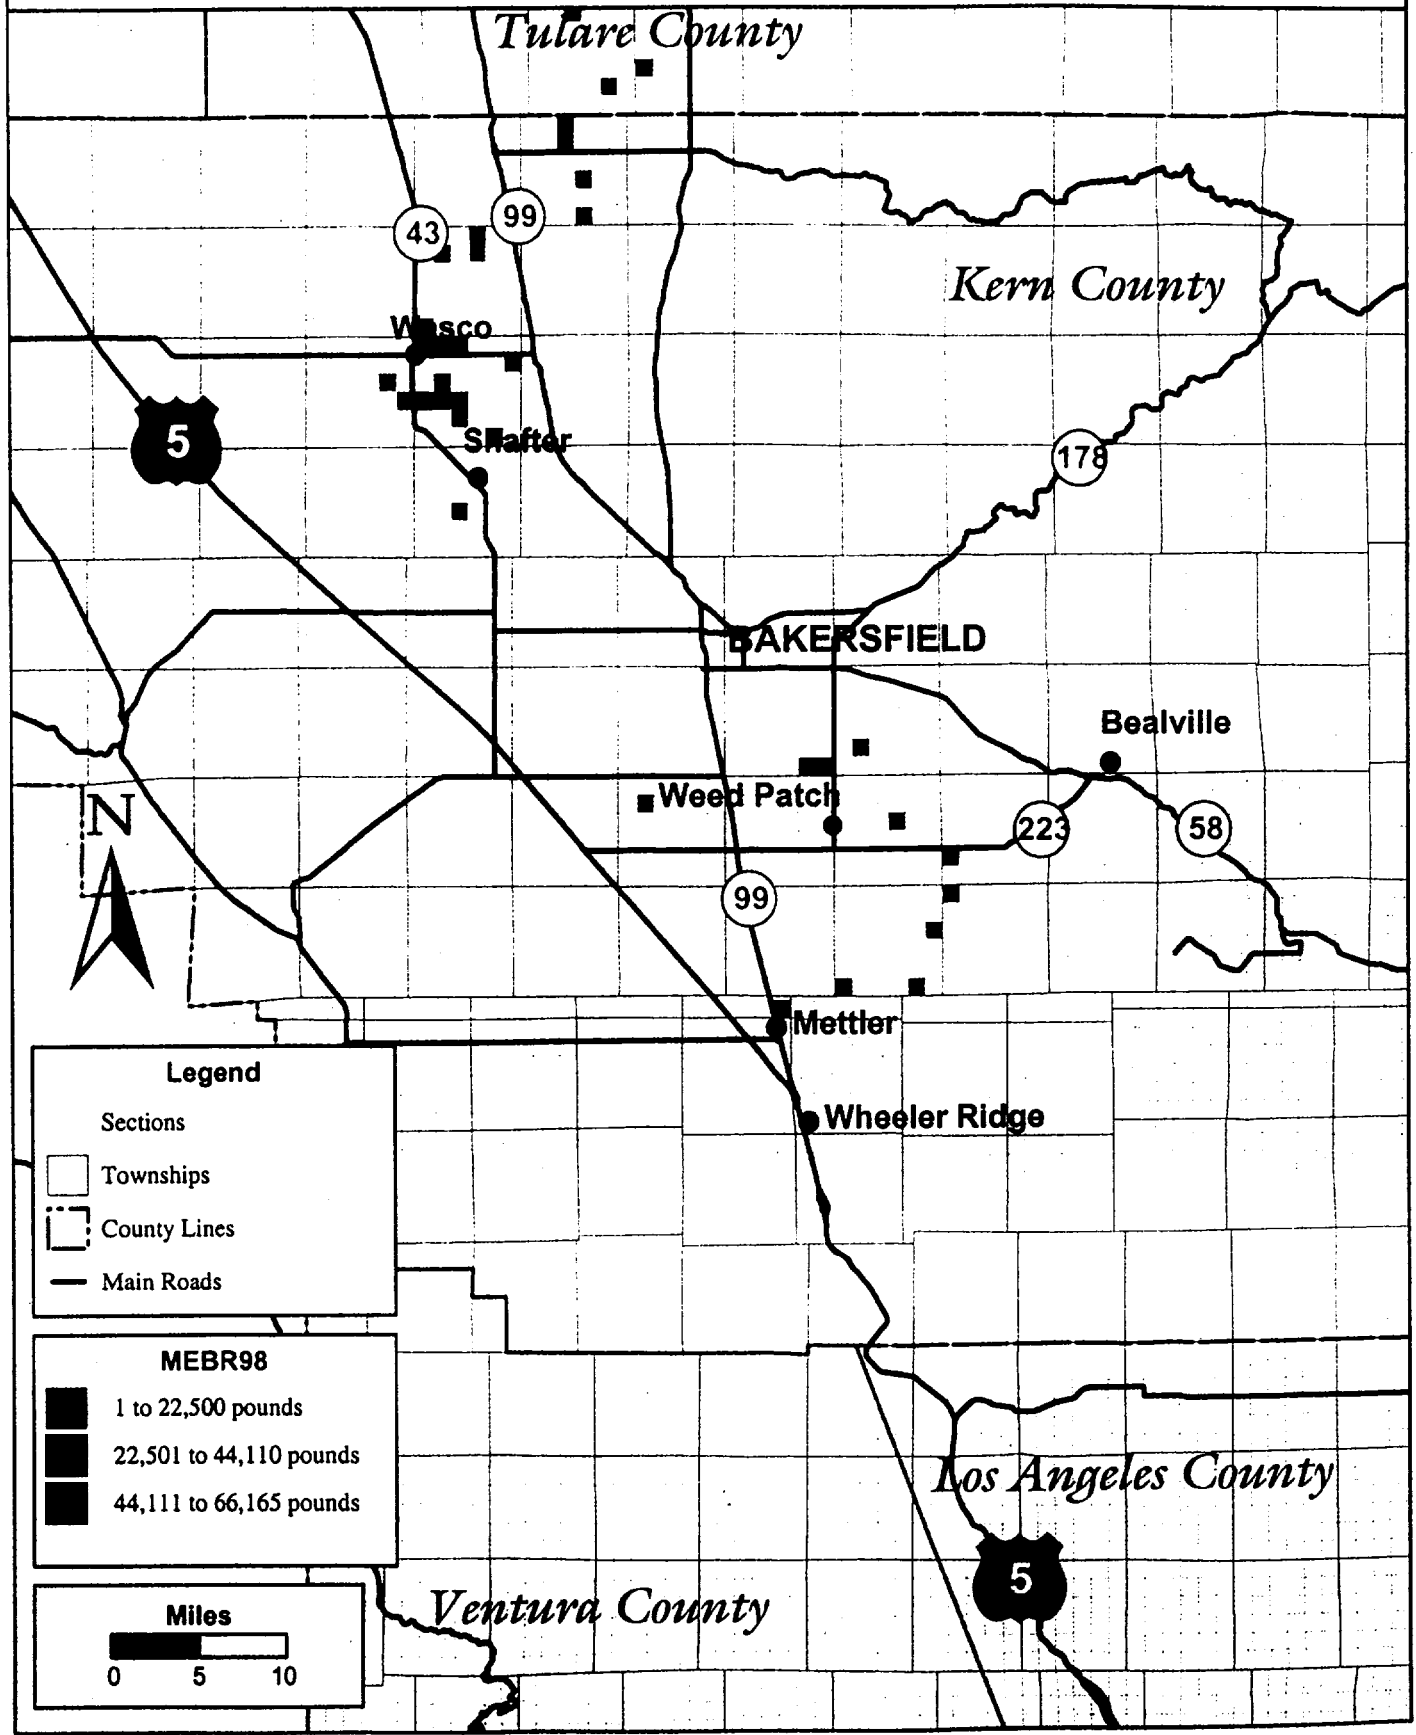 Tulare County
99
43
Kern County
Wasco
5
Shafter
178
BAKERSFIELD
Bealville
N
Weed Patch
223
58
99
Mettler
Legend
Sections
Wheeler Ridge
Townships
County Lines
Main Roads
MEBR98
1 to 22,500 pounds
22,501 to 44,110 pounds
44,111 to 66,165 pounds
Los Angeles County
5
Ventura County
Miles
0 5 10